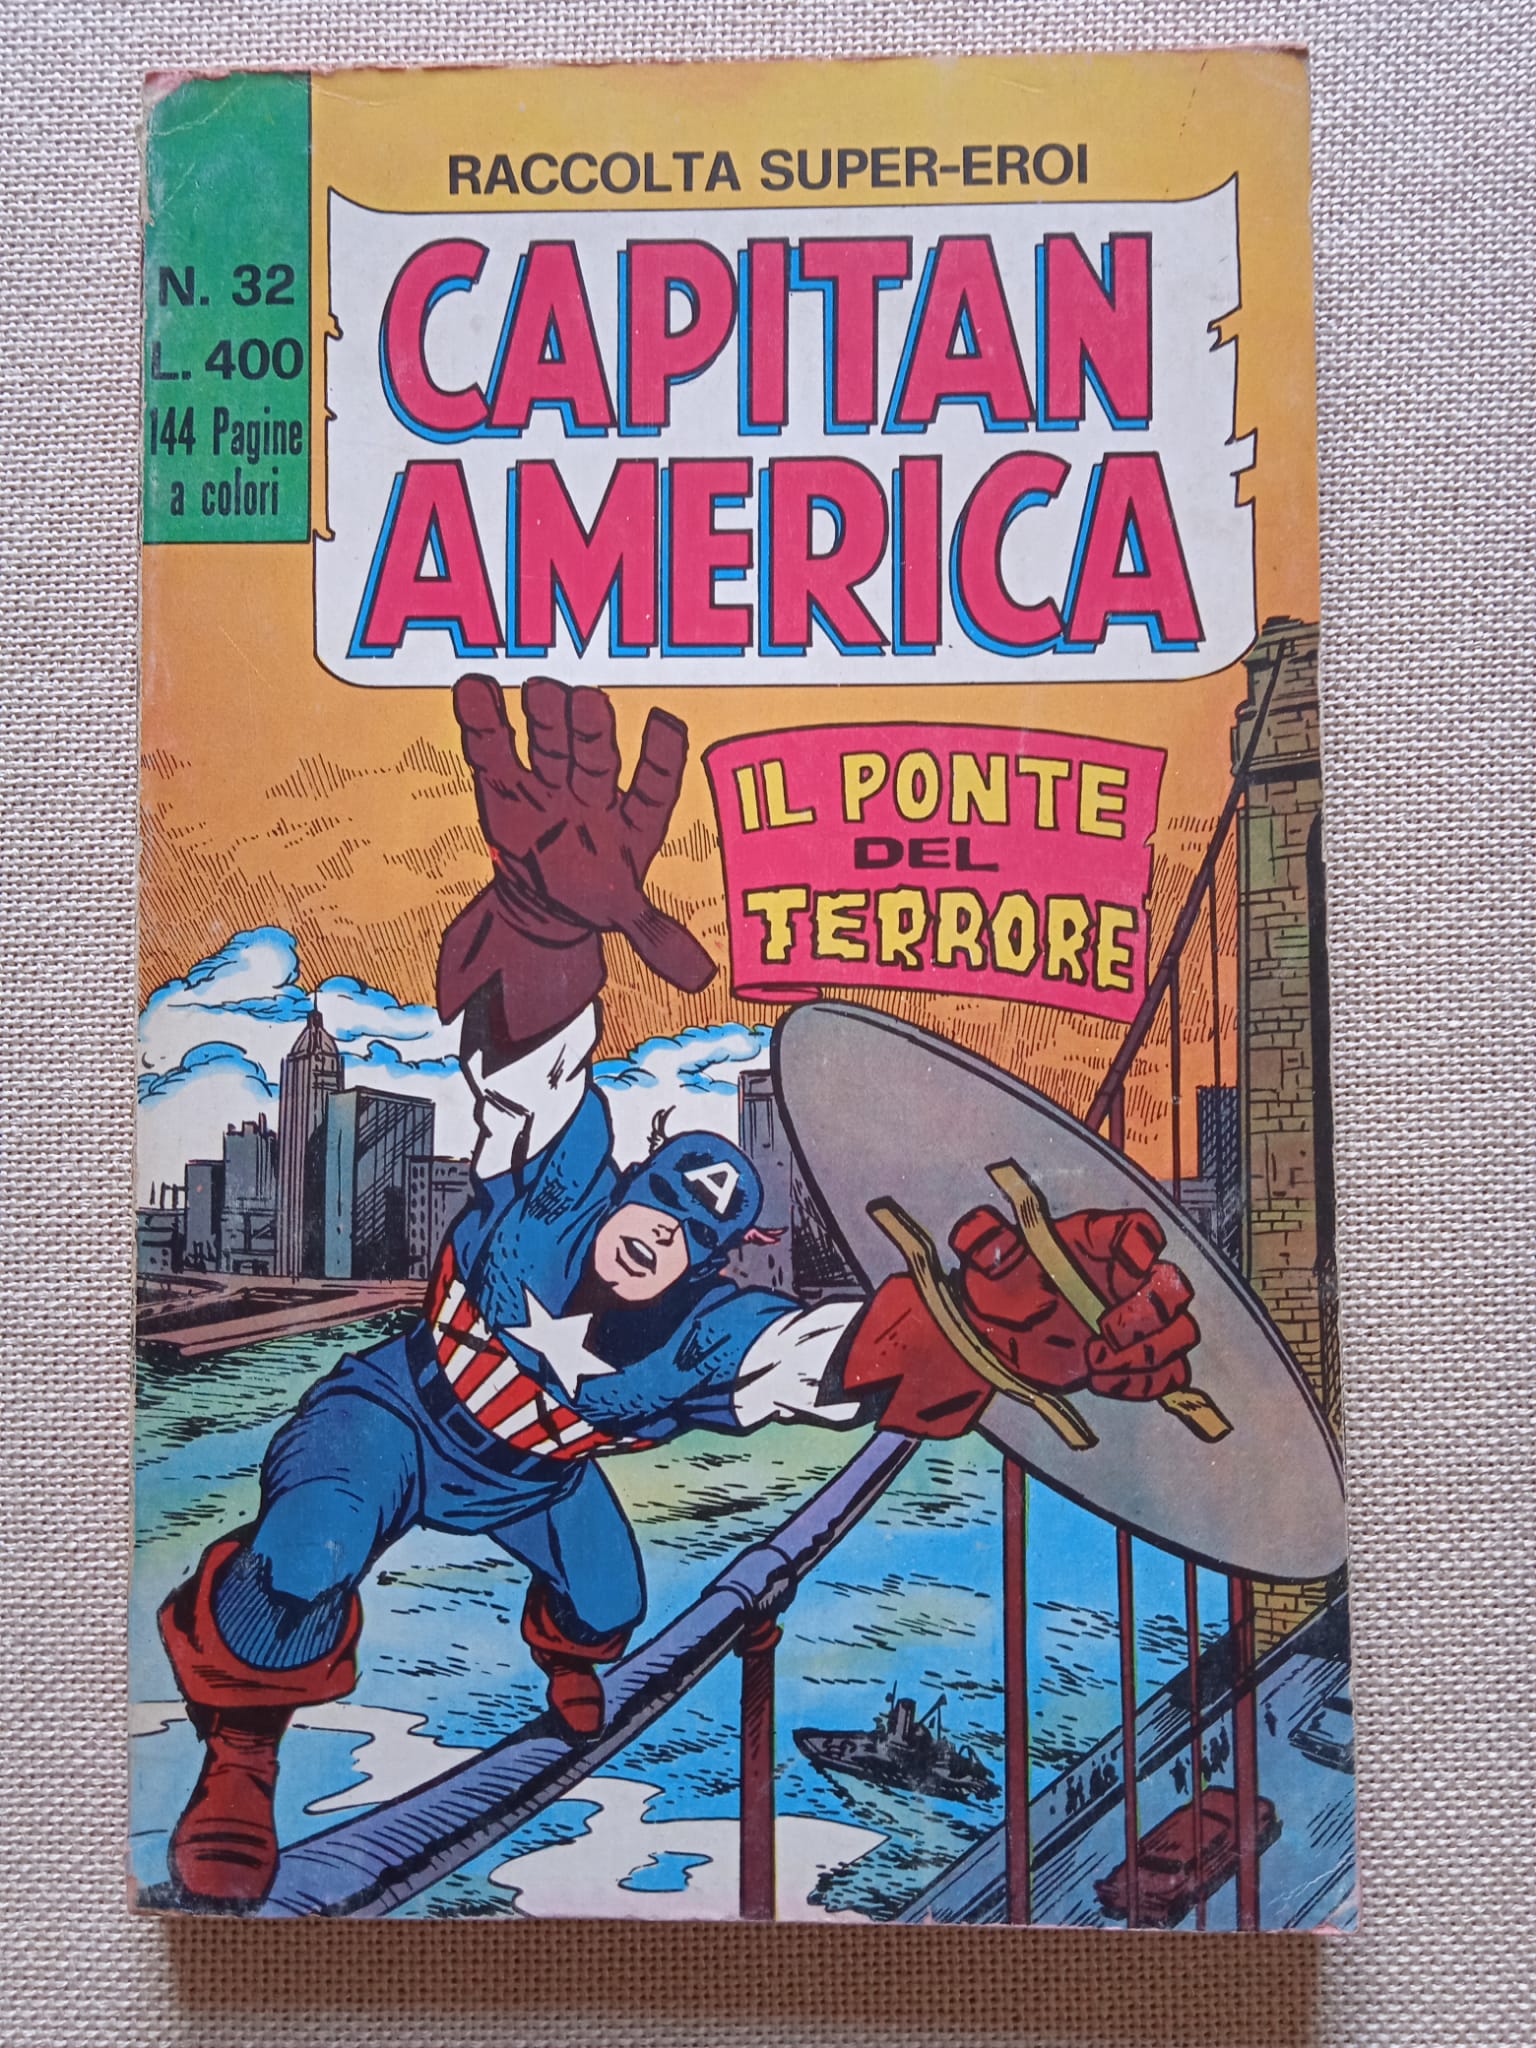 RACCOLTA SUPER-EROI
N. 32
L. 400
144 Pagine
a colori
CAPITAN
AMERICA
IL PONTE
DEL
TERRORE
A